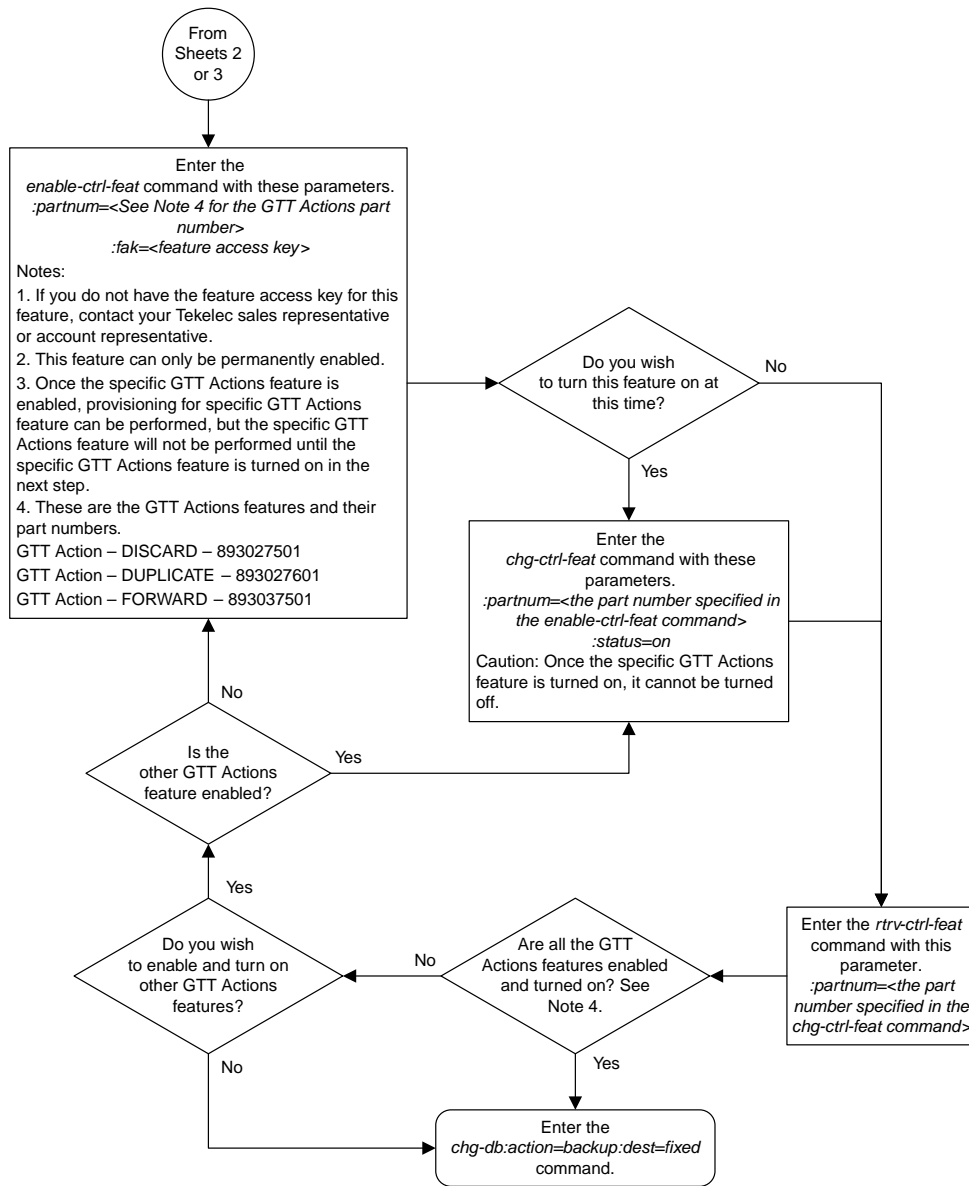 From
Sheets 2
or 3
Enter the
enable-ctrl-feat command with these parameters.
:partnum=<See Note 4 for the GTT Actions part
number>
:fak=<feature access key>
Notes:
1. If you do not have the feature access key for this
feature, contact your Tekelec sales representative
or account representative.
2. This feature can only be permanently enabled.
3. Once the specific GTT Actions feature is
enabled, provisioning for specific GTT Actions
feature can be performed, but the specific GTT
Actions feature will not be performed until the
specific GTT Actions feature is turned on in the
next step.
4. These are the GTT Actions features and their
part numbers.
GTT Action – DISCARD – 893027501
GTT Action – DUPLICATE – 893027601
GTT Action – FORWARD – 893037501
Do you wish
to turn this feature on at
this time?
No
Yes
Enter the
chg-ctrl-feat command with these
parameters.
:partnum=<the part number specified in
the enable-ctrl-feat command>
:status=on
Caution: Once the specific GTT Actions
feature is turned on, it cannot be turned
off.
No
Is the
other GTT Actions
feature enabled?
Yes
Yes
Do you wish
to enable and turn on
other GTT Actions
features?
No
No
Are all the GTT
Actions features enabled
and turned on? See
Note 4.
Yes
Enter the rtrv-ctrl-feat
command with this
parameter.
:partnum=<the part
number specified in the
chg-ctrl-feat command>
Enter the
chg-db:action=backup:dest=fixed
command.